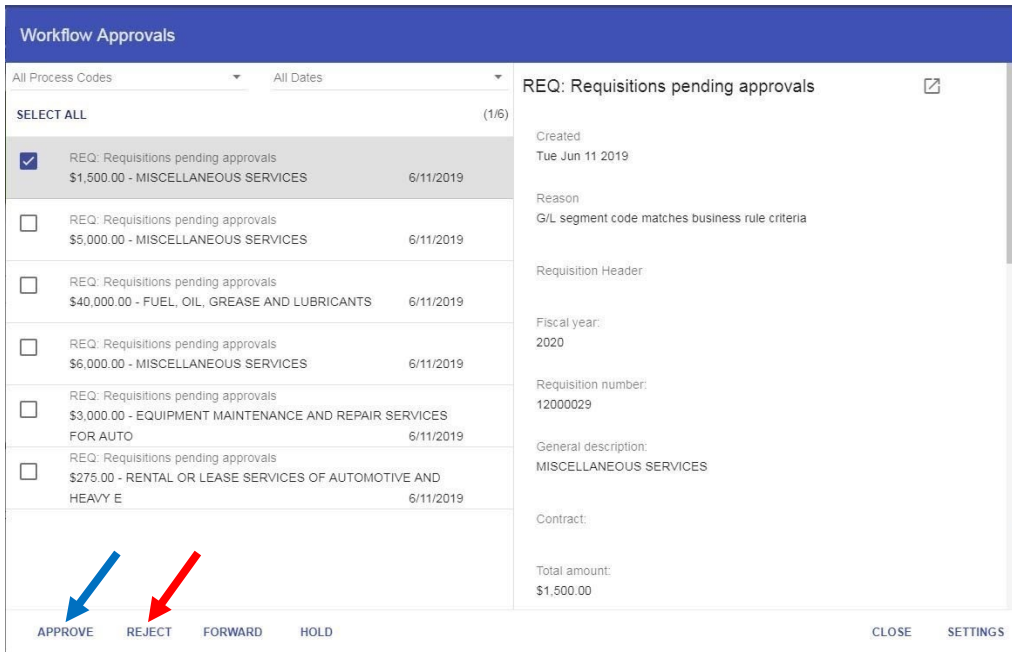 Workflow Approvals
All Process Codes
All Dates
SELECT ALL
(1/6)
REQ: Requisitions pending approvals
$1,500.00 - MISCELLANEOUS SERVICES 6/11/2019
REQ: Requisitions pending approvals
$5,000.00 - MISCELLANEOUS SERVICES 6/11/2019
REQ: Requisitions pending approvals
$40,000.00 - FUEL, OIL, GREASE AND LUBRICANTS 6/11/2019
REQ: Requisitions pending approvals
$6,000.00 - MISCELLANEOUS SERVICES 6/11/2019
REQ: Requisitions pending approvals
$3,000.00 - EQUIPMENT MAINTENANCE AND REPAIR SERVICES
FOR AUTO 6/11/2019
REQ: Requisitions pending approvals
$275.00 - RENTAL OR LEASE SERVICES OF AUTOMOTIVE AND
HEAVY E 6/11/2019
REQ: Requisitions pending approvals
Created
Tue Jun 11 2019
Reason
G/L segment code matches business rule criteria
Requisition Header
Fiscal year:
2020
Requisition number:
12000029
General description:
MISCELLANEOUS SERVICES
Contract:
Total amount:
$1,500.00
APPROVE REJECT FORWARD HOLD CLOSE SETTINGS